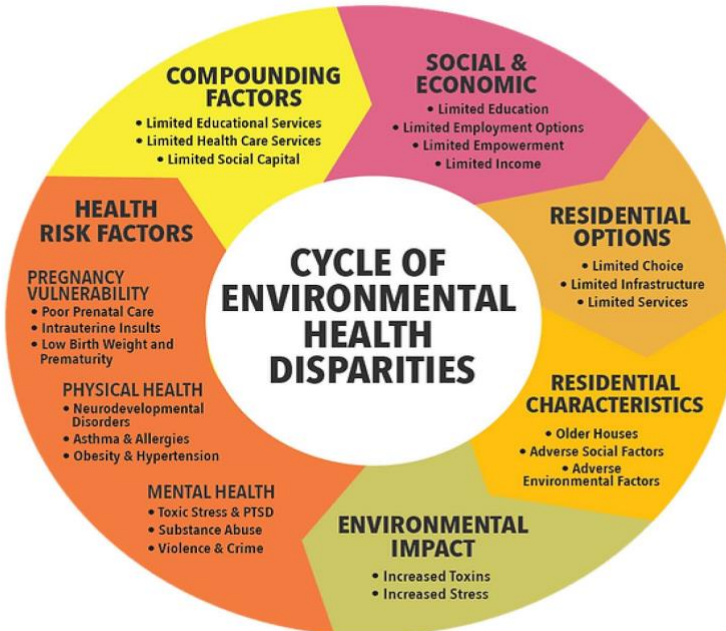 CYCLE OF
ENVIRONMENTAL
HEALTH
DISPARITIES
SOCIAL &
ECONOMIC
• Limited Education
• Limited Employment Options
• Limited Empowerment
• Limited Income
RESIDENTIAL
OPTIONS
• Limited Choice
• Limited Infrastructure
• Limited Services
RESIDENTIAL
CHARACTERISTICS
• Older Houses
• Adverse Social Factors
• Adverse
Environmental Factors
ENVIRONMENTAL
IMPACT
• Increased Toxins
• Increased Stress
HEALTH
RISK FACTORS
PREGNANCY
VULNERABILITY
• Poor Prenatal Care
• Intrauterine Insults
• Low Birth Weight and
Prematurity
PHYSICAL HEALTH
• Neurodevelopmental
Disorders
• Asthma & Allergies
• Obesity & Hypertension
MENTAL HEALTH
• Toxic Stress & PTSD
• Substance Abuse
• Violence & Crime
COMPOUNDING
FACTORS
• Limited Educational Services
• Limited Health Care Services
• Limited Social Capital